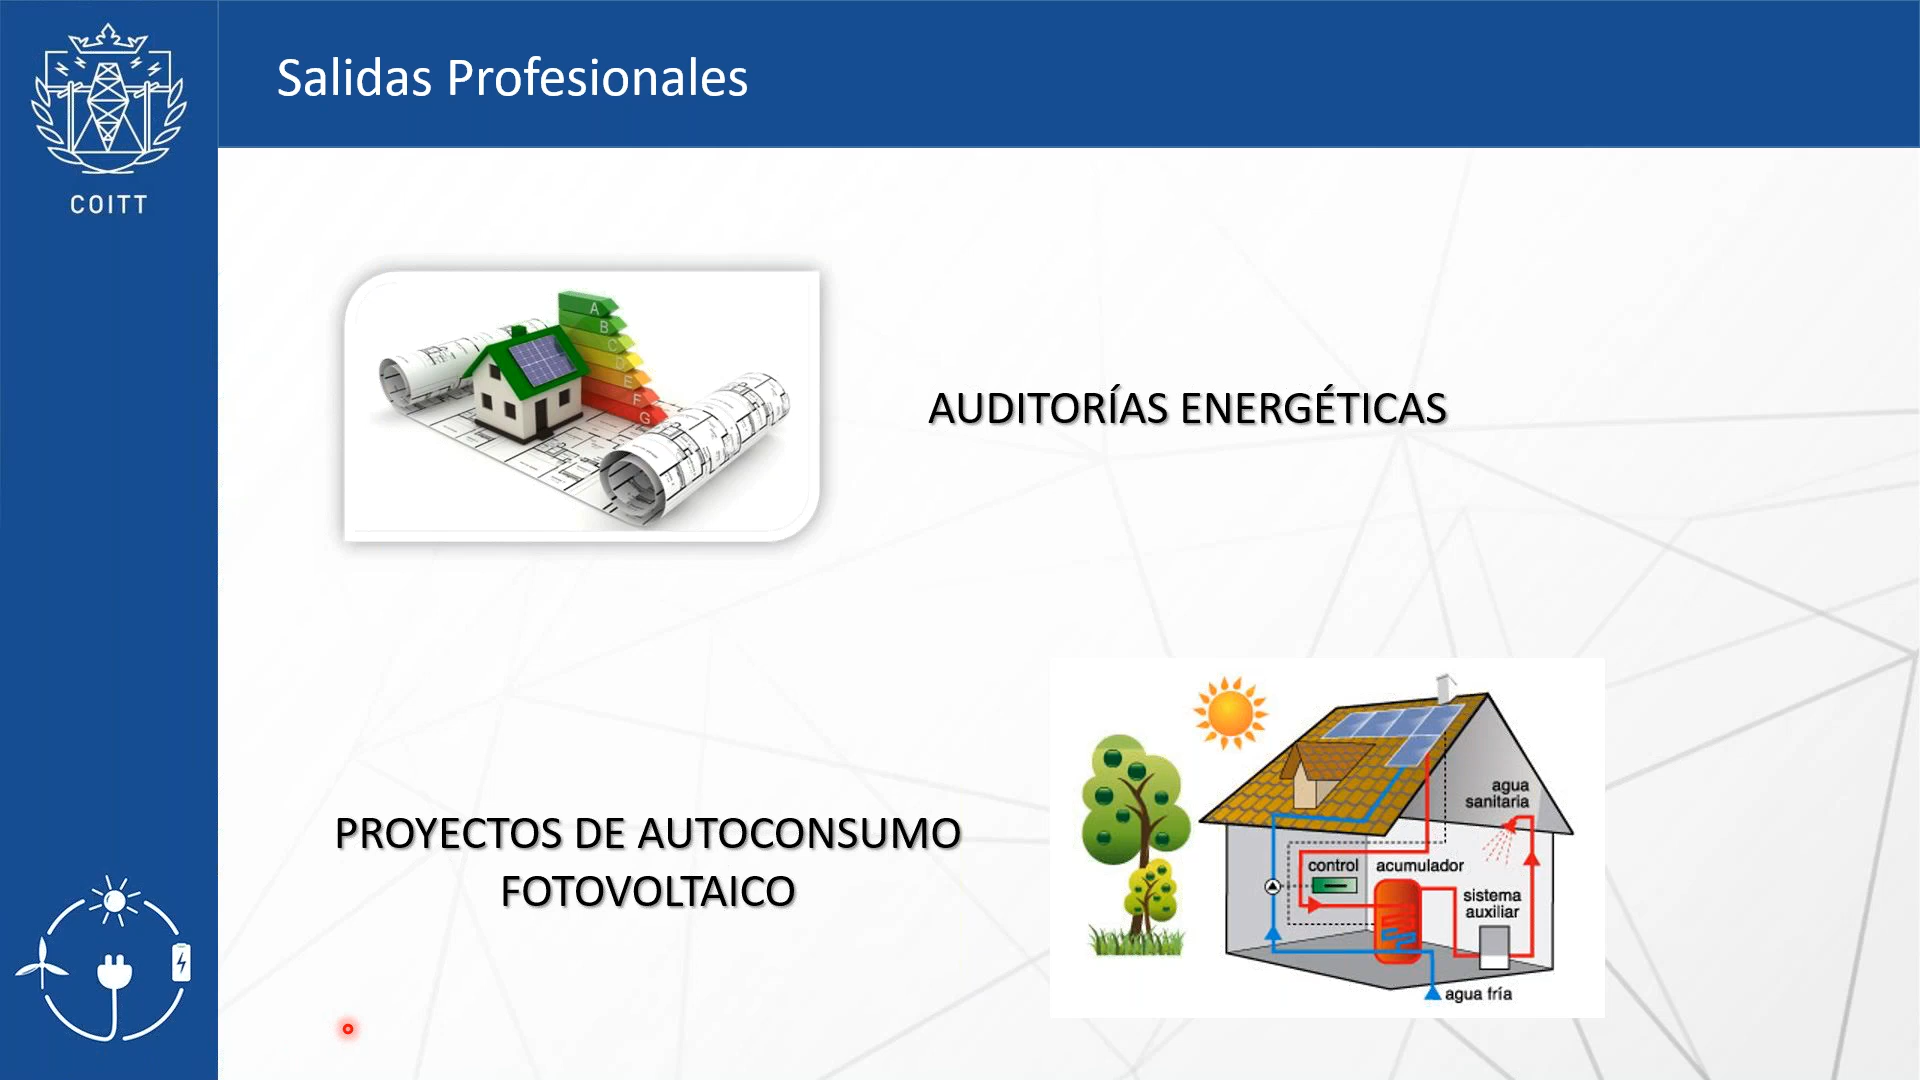 Salidas Profesionales
COITT
A
B
C
D
E
F
G
AUDITORÍAS ENERGÉTICAS
PROYECTOS DE AUTOCONSUMO
FOTOVOLTAICO
agua
sanitaria
control
acumulador
sistema
auxiliar
agua fría